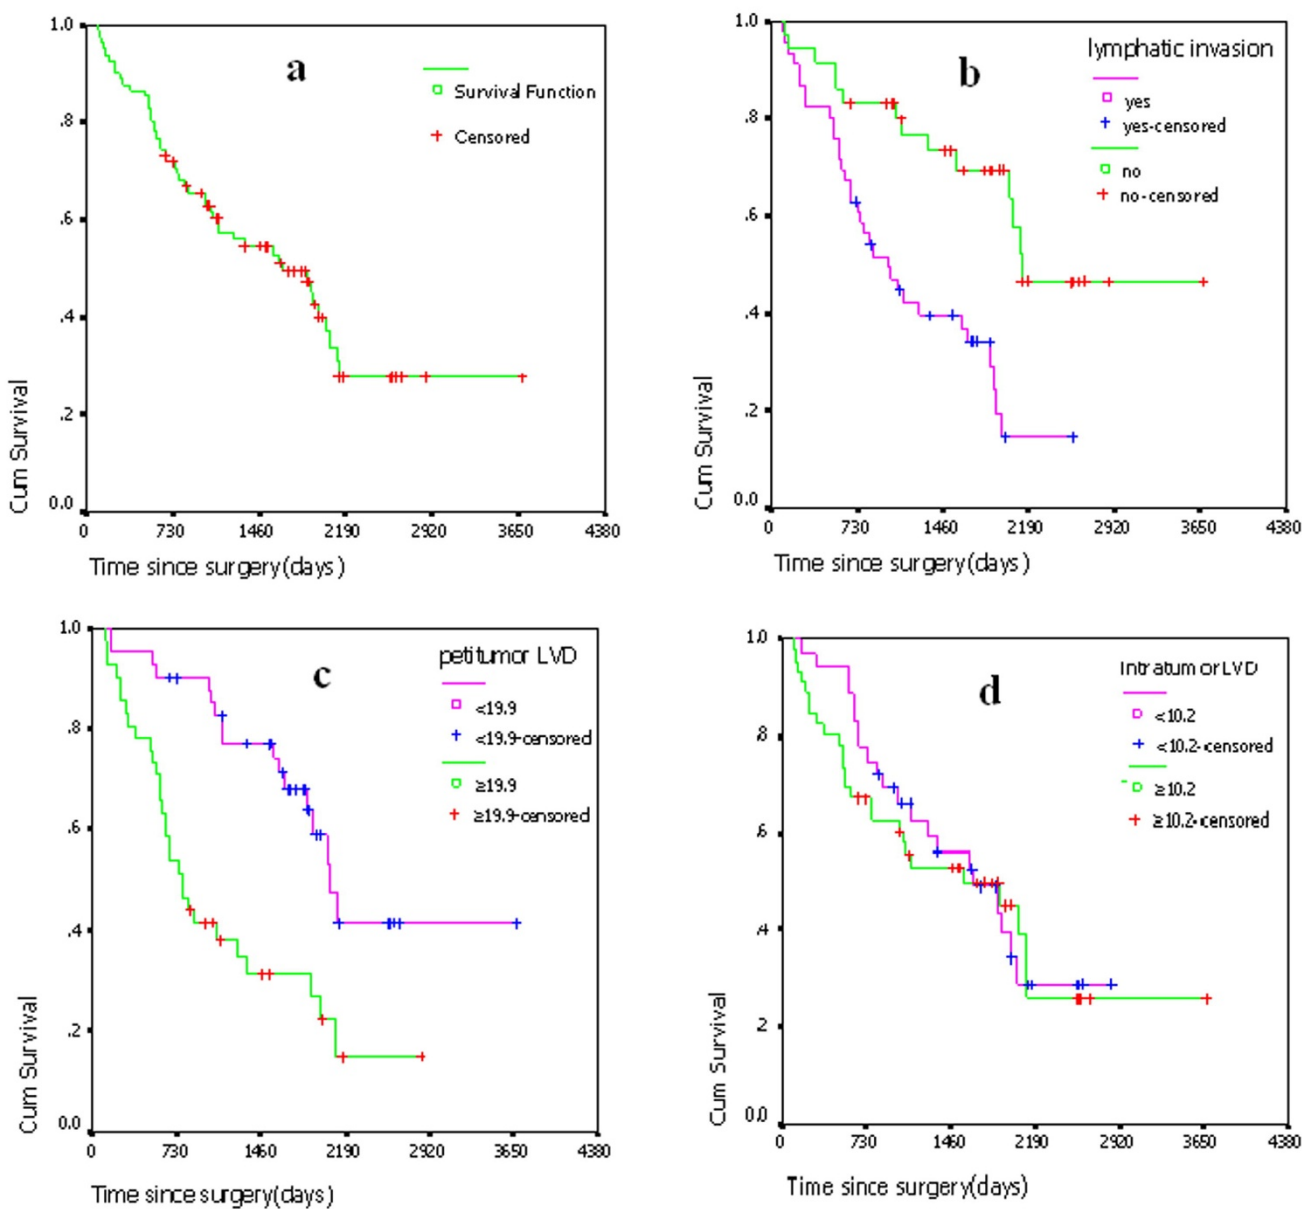 a
Survival Function
Censored
Cum Survival
1.0
.8
.6
.4
.2
0.0
0 730 1460 2190 2920 3650 4380
Time since surgery(days)
b
lymphatic invasion
yes
yes-censored
no
no-censored
Cum Survival
1.0
.8
.6
.4
.2
0.0
0 730 1460 2190 2920 3650 4380
Time since surgery(days)
c
petitumor LVD
<19.9
<19.9-censored
≥19.9
≥19.9-censored
Cum Survival
1.0
.8
.6
.4
.2
0.0
0 730 1460 2190 2920 3650 4380
Time since surgery(days)
d
Intratumor LVD
<10.2
<10.2-censored
≥10.2
≥10.2-censored
Cum Survival
1.0
.8
.6
.4
.2
0.0
0 730 1460 2190 2920 3650 4380
Time since surgery(days)